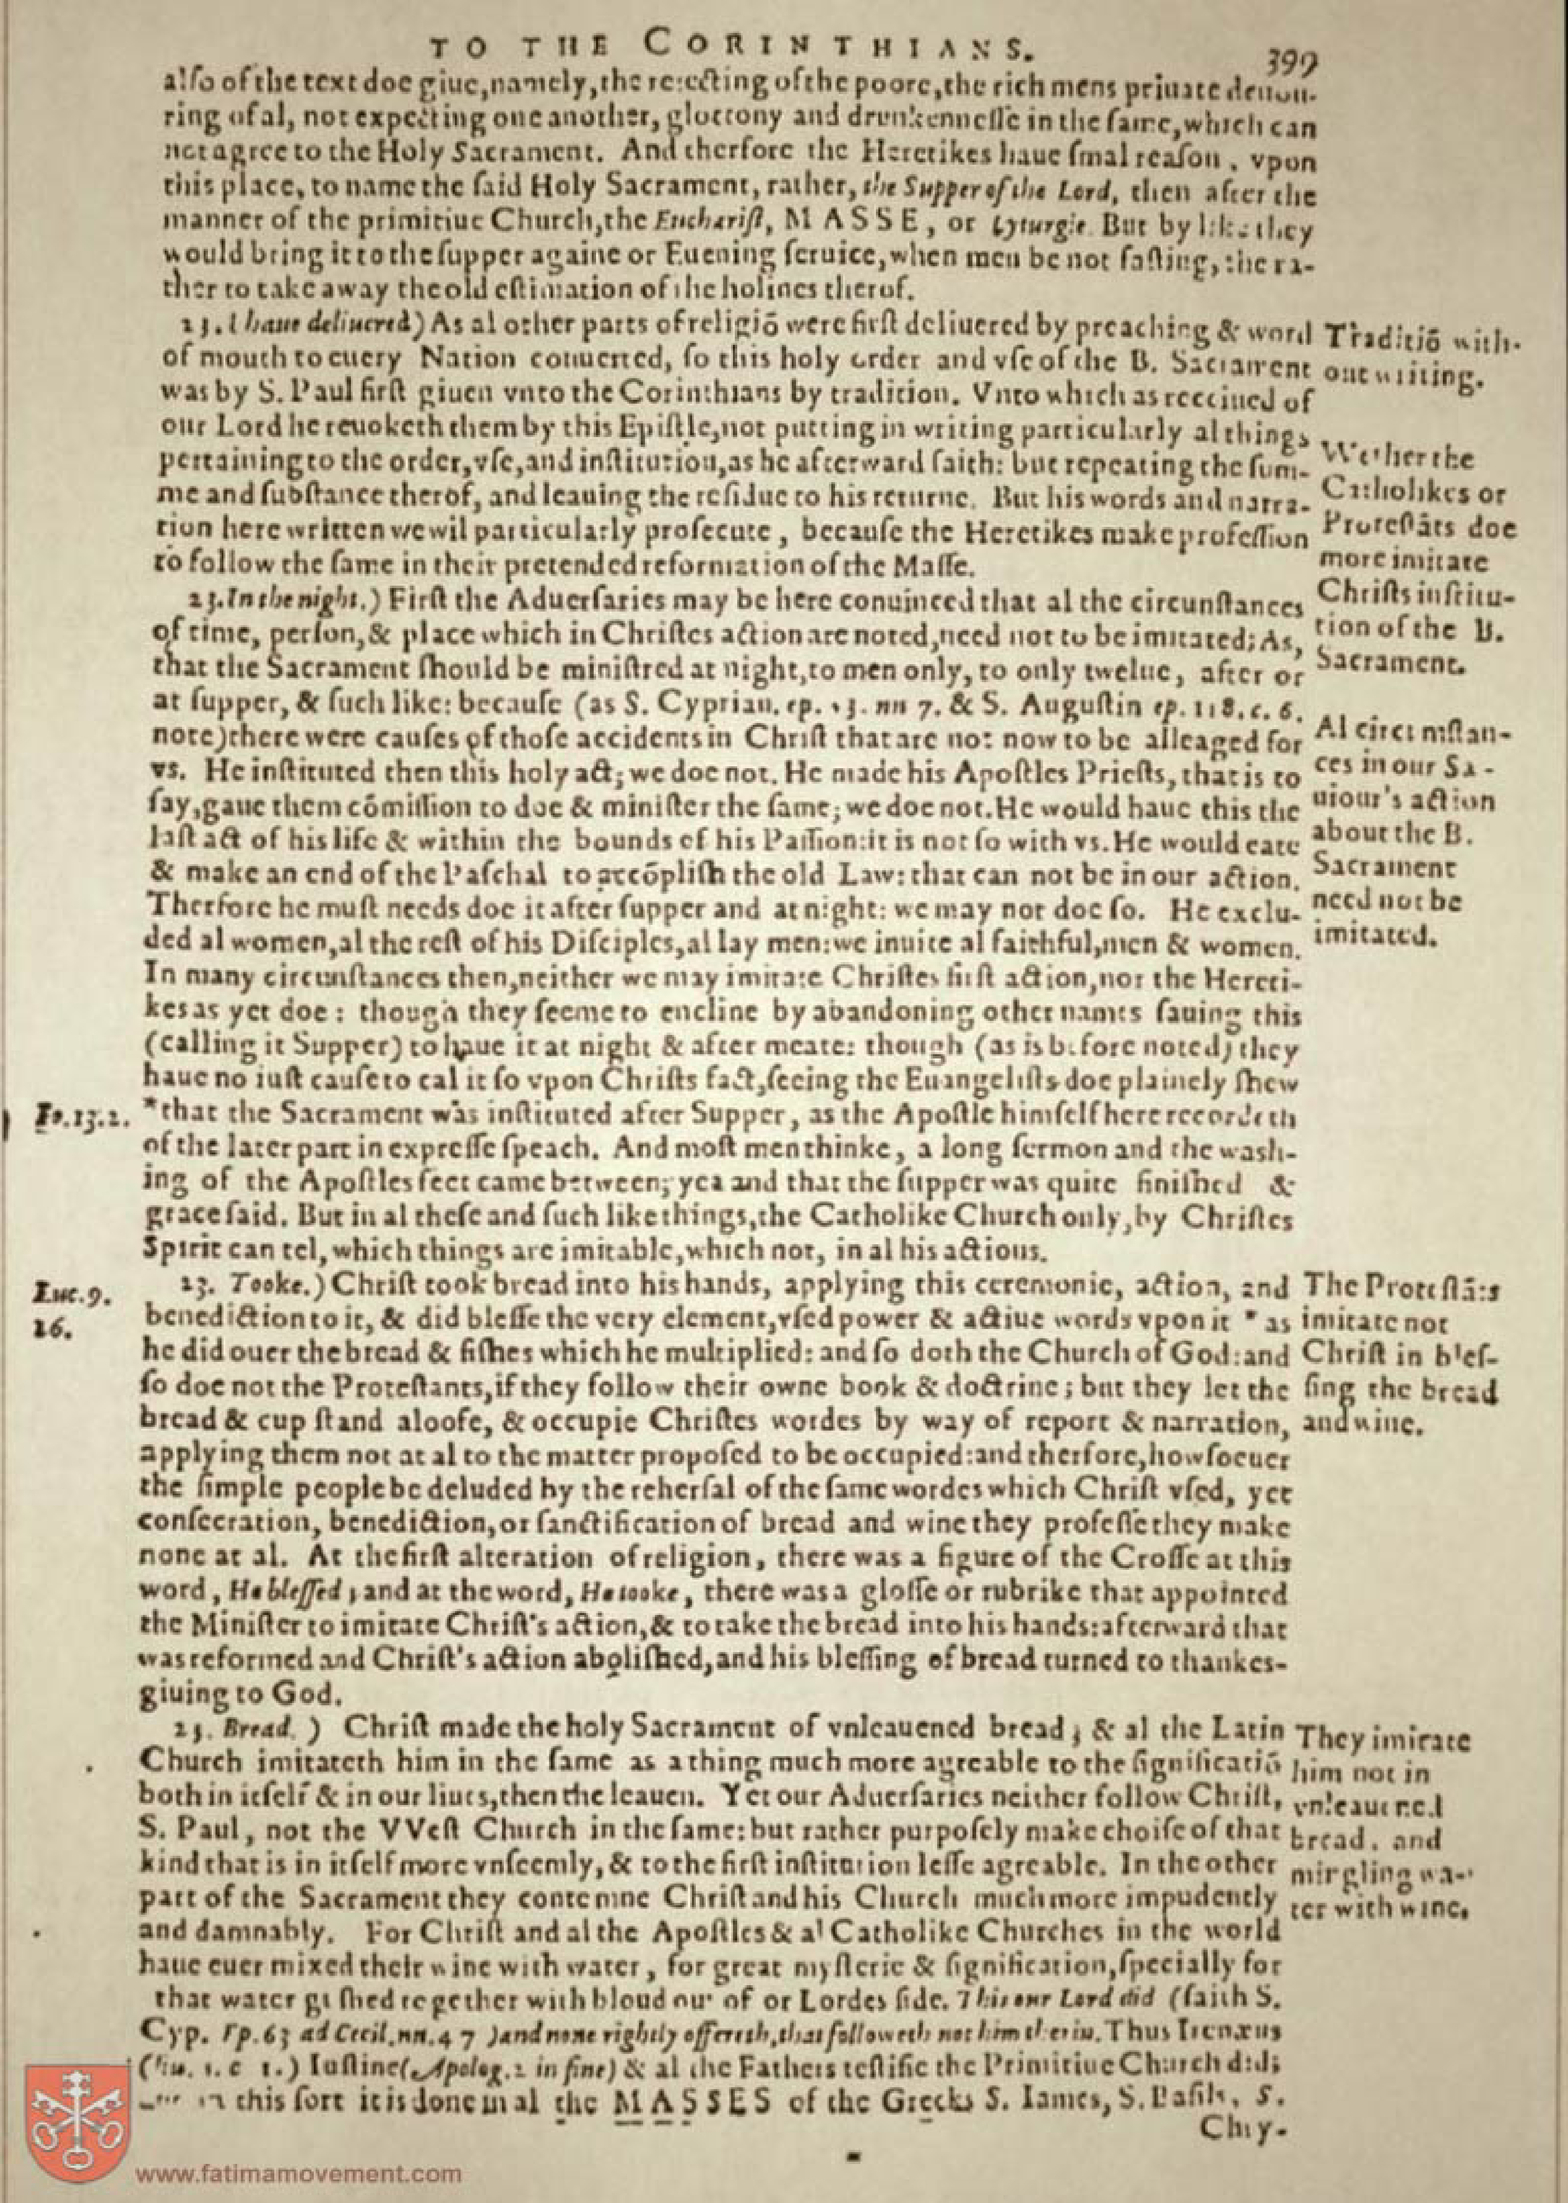 TO THE CORINTHIANS. 399
alſo of the text doe giue, namely, the reiecting of the poore, the rich mens priuate deuou-
ring of al, not expecting one another, gluttony and drunkenneſſe in the ſame, which can
not agree to the Holy Sacrament. And therfore the Heretikes haue ſmal reaſon, vpon
this place, to name the ſaid Holy Sacrament, rather, the Supper of the Lord, then after the
manner of the primitiue Church, the Euchariſt, MASSE, or Lyturgie. But by like they
would bring it to the ſupper againe or Euening ſeruice, when men be not faſting, the ra-
ther to take away the old eſtimation of the holines therof.
23. I haue deliuered) As al other parts of religiō were firſt deliuered by preaching & word
of mouth to euery Nation conuerted, ſo this holy order and vſe of the B. Sacrament
was by S. Paul firſt giuen vnto the Corinthians by tradition. Vnto which as receiued of
our Lord he reuoketh them by this Epiſtle, not putting in writing particularly al things
pertaining to the order, vſe, and inſtitution, as he afterward ſaith: but repeating the ſum-
me and ſubſtance therof, and leauing the reſidue to his returne. But his words and narra-
tion here written we wil particularly proſecute, becauſe the Heretikes make profeſſion
to follow the ſame in their pretended reformation of the Maſſe.
Traditiō with-
out writing.
Wether the
Catholikes or
Proteſtāts doe
more imitate
Chriſts inſtitu-
tion of the B.
Sacrament.
23. In the night.) Firſt the Aduerſaries may be here conuinced that al the circunſtances
of time, perſon, & place which in Chriſtes action are noted, need not to be imitated; As,
that the Sacrament ſhould be miniſtred at night, to men only, to only twelue, after or
at ſupper, & ſuch like: becauſe (as S. Cyprian. ep. 63. nu 7. & S. Auguſtin ep. 118. c. 6.
note) there were cauſes of thoſe accidents in Chriſt that are not now to be alleaged for
vs. He inſtituted then this holy act; we doe not. He made his Apoſtles Prieſts, that is to
ſay, gaue them cōmiſſion to doe & miniſter the ſame; we doe not. He would haue this the
laſt act of his life & within the bounds of his Paſſion: it is not ſo with vs. He would eate
& make an end of the Paſchal to accōpliſh the old Law: that can not be in our action.
Therfore he muſt needs doe it after ſupper and at night: we may not doe ſo. He exclu-
ded al women, al the reſt of his Diſciples, al lay men: we inuite al faithful, men & women.
In many circunſtances then, neither we may imitate Chriſtes firſt action, nor the Hereti-
kes as yet doe: though they ſeeme to encline by abandoning other names ſauing this
(calling it Supper) to haue it at night & after meate: though (as is before noted) they
haue no iuſt cauſe to cal it ſo vpon Chriſts fact, ſeeing the Euangeliſts doe plainely ſhew
*that the Sacrament was inſtituted after Supper, as the Apoſtle himſelf here recordeth
of the later part in expreſſe ſpeach. And moſt men thinke, a long ſermon and the waſh-
ing of the Apoſtles feet came between; yea and that the ſupper was quite finiſhed &
grace ſaid. But in al theſe and ſuch like things, the Catholike Church only, by Chriſtes
Spirit can tel, which things are imitable, which not, in al his actions.
Al circunſtan-
ces in our Sa-
uiour's action
about the B.
Sacrament
need not be
imitated.
Io.13.2.
23. Tooke.) Chriſt took bread into his hands, applying this ceremonie, action, and
benediction to it, & did bleſſe the very element, vſed power & actiue words vpon it * as
he did ouer the bread & fiſhes which he multiplied: and ſo doth the Church of God: and
ſo doe not the Proteſtants, if they follow their owne book & doctrine; but they let the
bread & cup ſtand aloofe, & occupie Chriſtes wordes by way of report & narration,
applying them not at al to the matter propoſed to be occupied: and therfore, howſoeuer
the ſimple people be deluded by the reherſal of the ſame wordes which Chriſt vſed, yet
conſecration, benediction, or ſanctification of bread and wine they profeſſe they make
none at al. At the firſt alteration of religion, there was a figure of the Croſſe at this
word, He bleſſed; and at the word, He tooke, there was a gloſſe or rubrike that appointed
the Miniſter to imitate Chriſt's action, & to take the bread into his hands: afterward that
was reformed and Chriſt's action aboliſhed, and his bleſſing of bread turned to thankes-
giuing to God.
Luc.9.
16.
The Proteſtāts
imitate not
Chriſt in bleſ-
ſing the bread
and wine.
23. Bread.) Chriſt made the holy Sacrament of vnleauened bread; & al the Latin
Church imitateth him in the ſame as a thing much more agreable to the ſignificatiō
both in itſelf & in our liues, then the leauen. Yet our Aduerſaries neither follow Chriſt,
S. Paul, not the VVeſt Church in the ſame: but rather purpoſely make choiſe of that
kind that is in itſelf more vnſeemly, & to the firſt inſtitution leſſe agreable. In the other
part of the Sacrament they contemne Chriſt and his Church much more impudently
and damnably. For Chriſt and al the Apoſtles & al Catholike Churches in the world
haue euer mixed their wine with water, for great myſterie & ſignification, ſpecially for
that water guſhed together with bloud out of or Lordes ſide. This our Lord did (ſaith S.
Cyp. Ep. 63 ad Cecil. nu. 4 7) and none rightly offereth, that followeth not him therin. Thus Irenæus
(li. 5. c 1.) Iuſtine (Apolog. 2 in fine) & al the Fathers teſtifie the Primitiue Church did;
in this ſort it is done in al the MASSES of the Greeks S. Iames, S. Baſils, S.
Chry-
They imitate
him not in
vnleauened
bread, and
mingling wa-
ter with wine.
www.fatimamovement.com